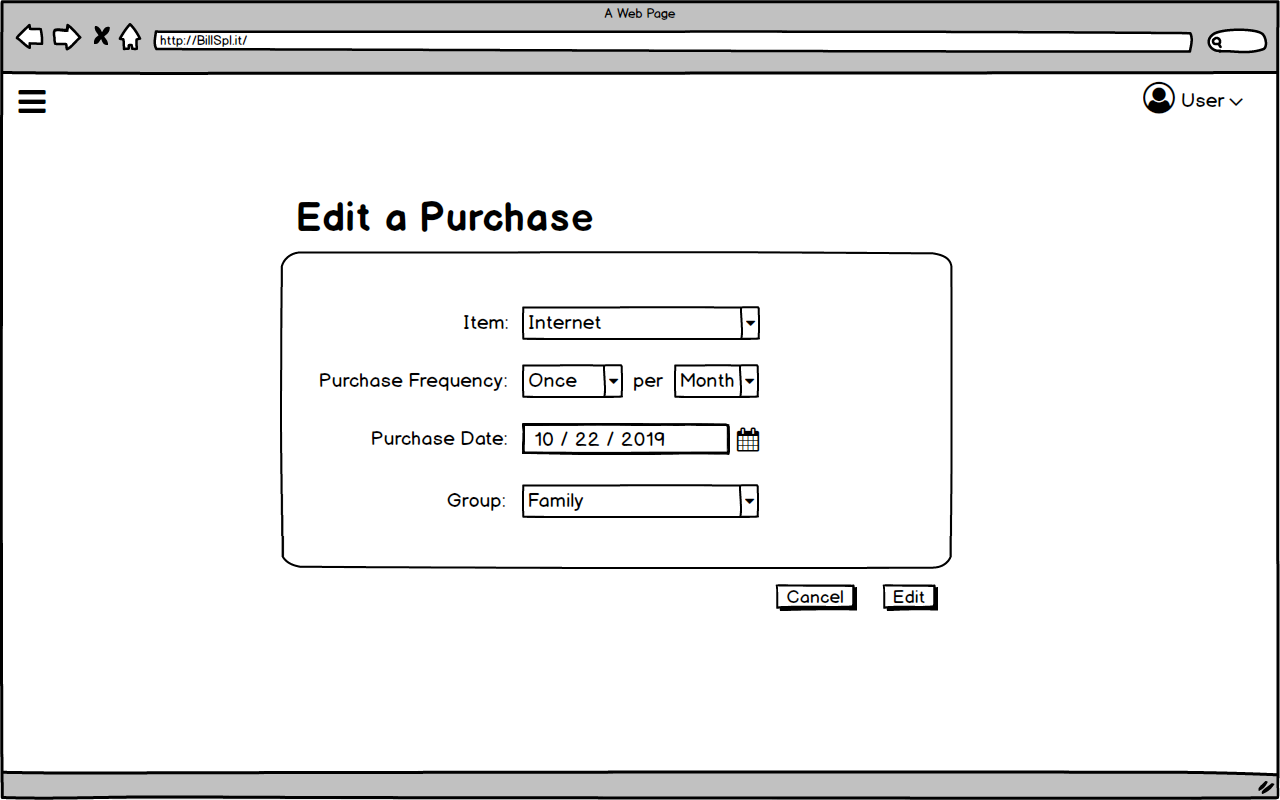 A Web Page
http://BillSpl.it/
User
Edit a Purchase
Item: Internet
Purchase Frequency: Once per Month
Purchase Date: 10 / 22 / 2019
Group: Family
Cancel Edit